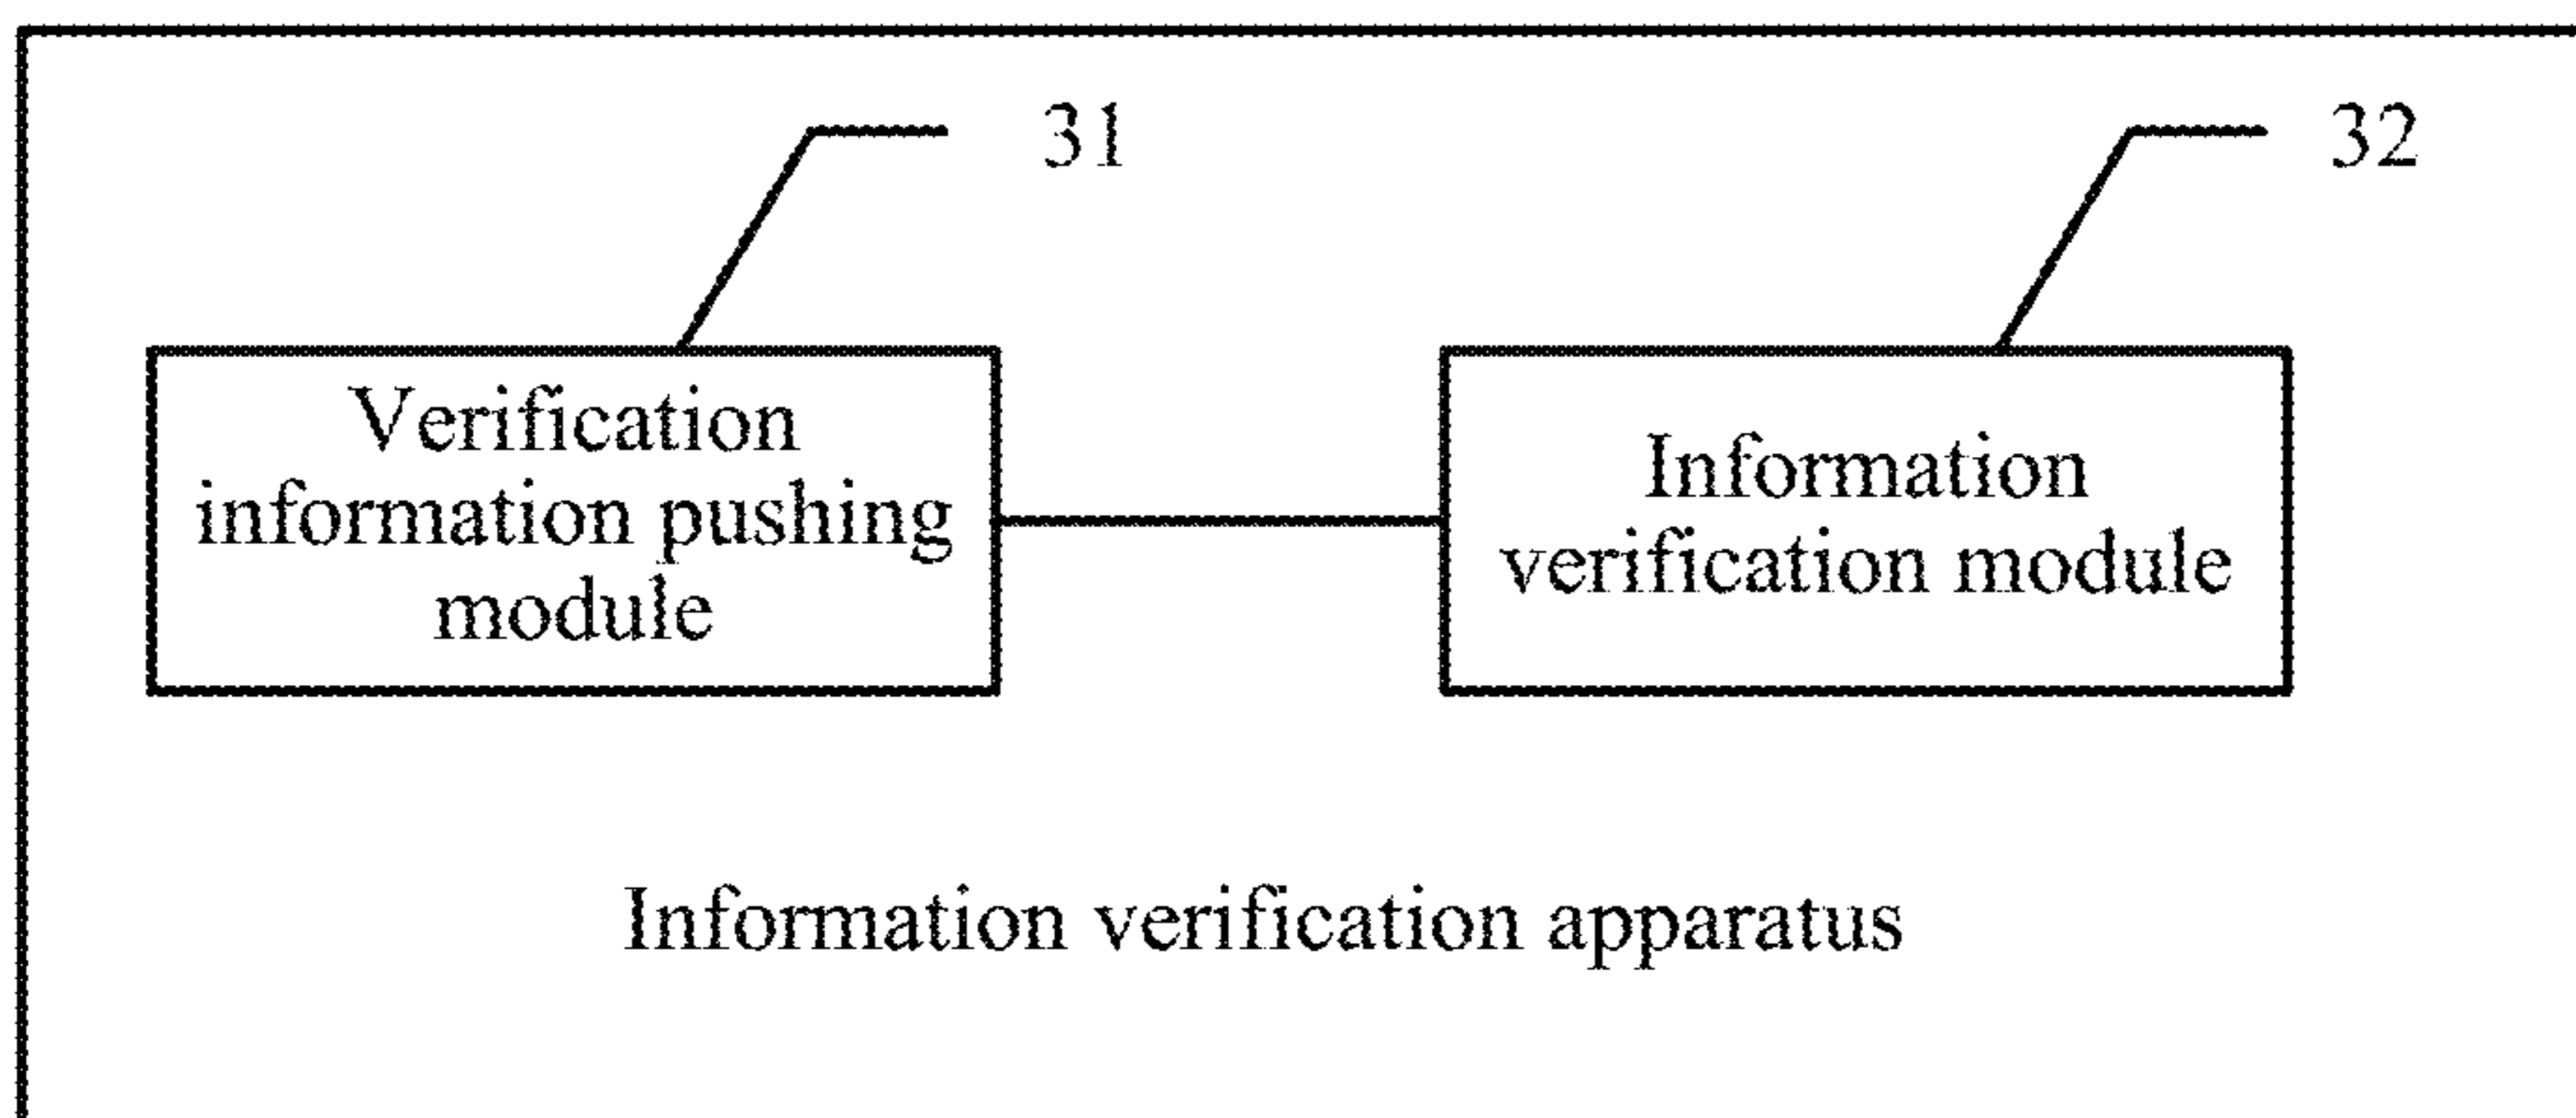 31
32
Verification
information pushing
module
Information
verification module
Information verification apparatus